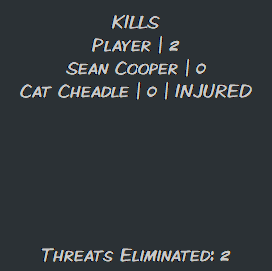 KILLS
Player | 2
Sean Cooper | 0
Cat Cheadle | 0 | INJURED
Threats Eliminated: 2